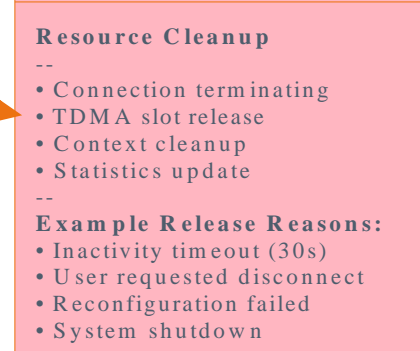 Resource Cleanup
--
• Connection terminating
• TDMA slot release
• Context cleanup
• Statistics update
--
Example Release Reasons:
• Inactivity timeout (30s)
• User requested disconnect
• Reconfiguration failed
• System shutdown